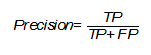 Precision= TP / TP+ FP